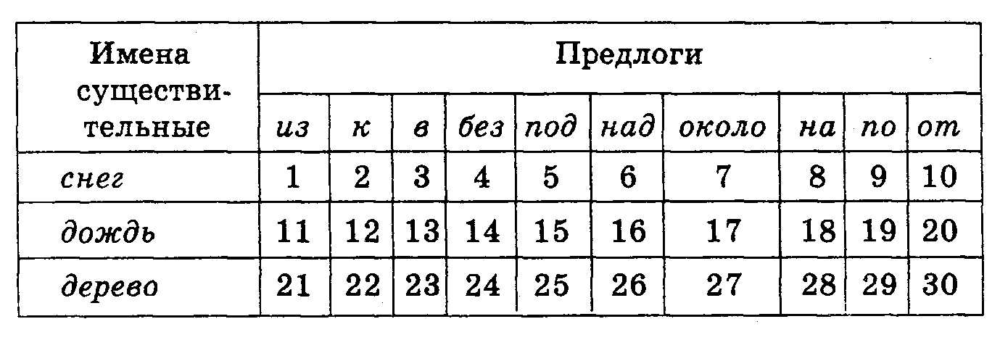 Имена существи-тельные Предлоги
из к в без под над около на по от
снег 1 2 3 4 5 6 7 8 9 10
дождь 11 12 13 14 15 16 17 18 19 20
дерево 21 22 23 24 25 26 27 28 29 30